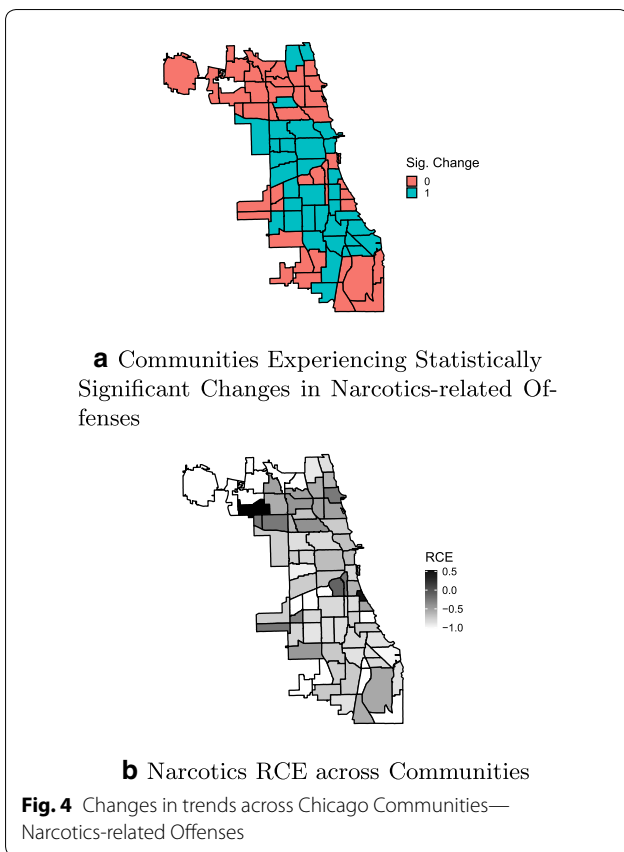 Sig. Change
0
1
a Communities Experiencing Statistically
Significant Changes in Narcotics-related Of-
fenses
RCE
0.5
0.0
−0.5
−1.0
b Narcotics RCE across Communities
Fig. 4 Changes in trends across Chicago Communities—
Narcotics-related Offenses